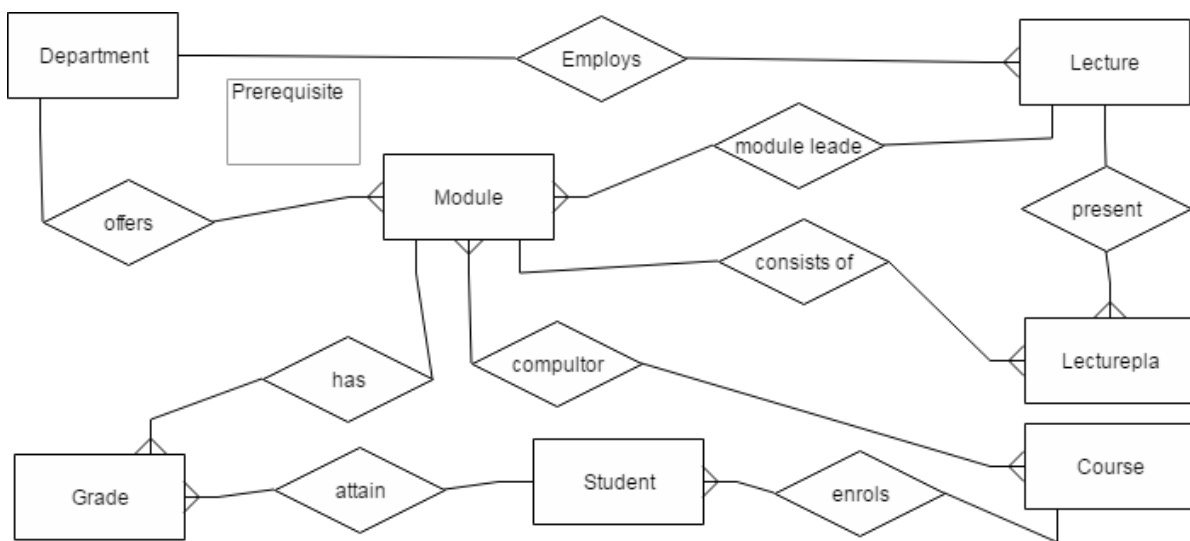 Department
Employs
Lecture
Prerequisite
module leade
Module
offers
present
consists of
Lecturepla
compultor
has
Course
Grade
attain
Student
enrols